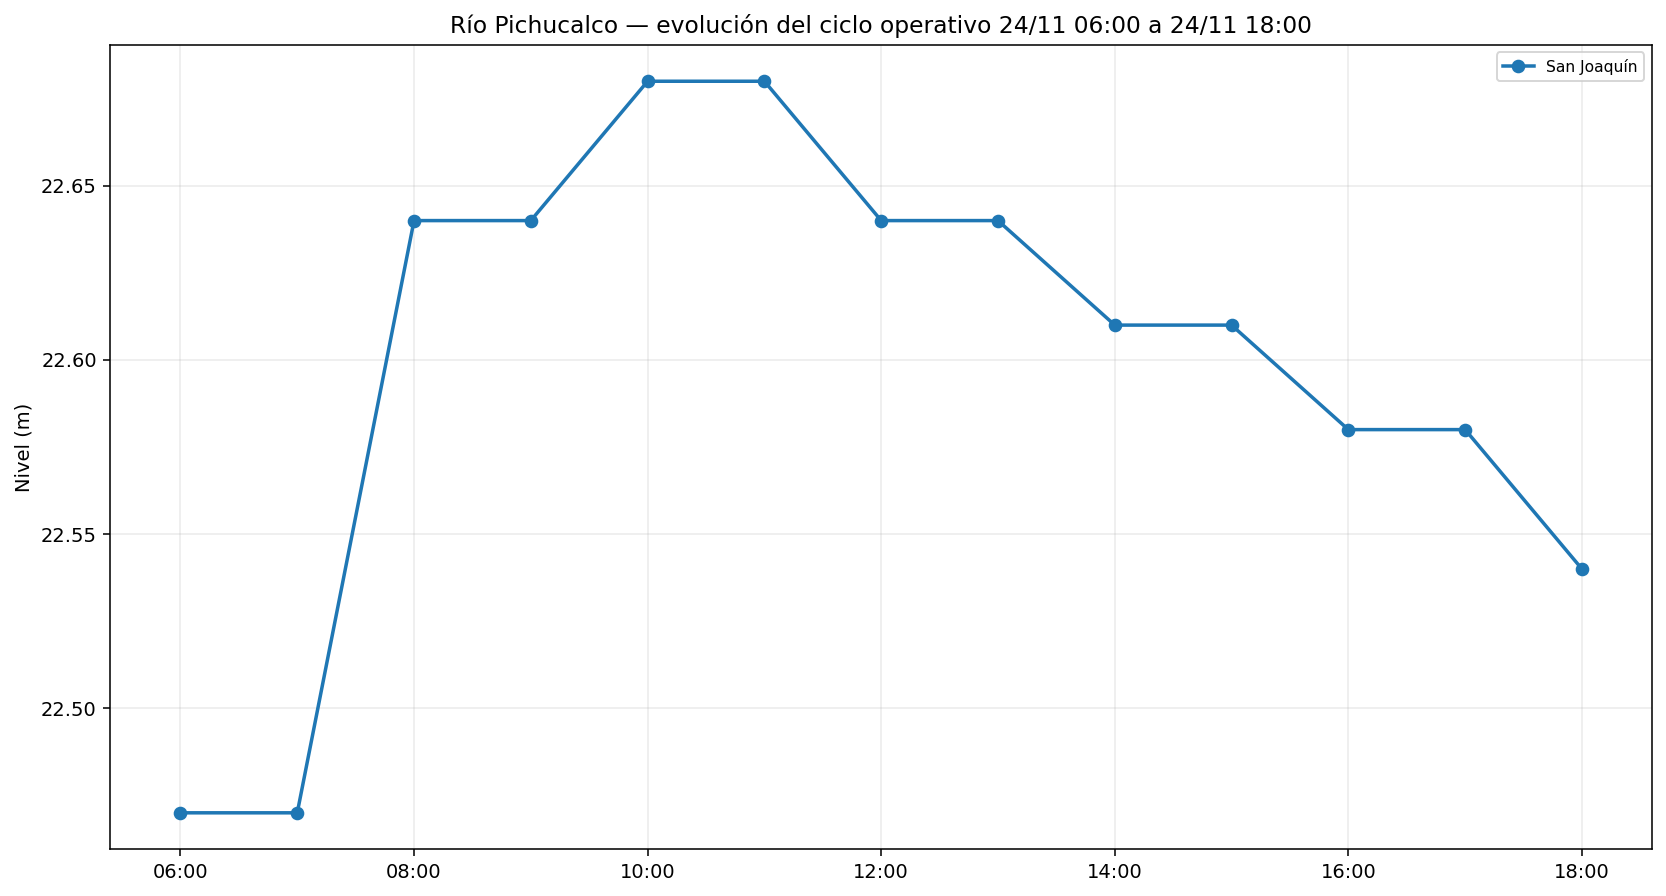 Río Pichucalco — evolución del ciclo operativo 24/11 06:00 a 24/11 18:00
San Joaquín
Nivel (m)
22.65
22.60
22.55
22.50
06:00 08:00 10:00 12:00 14:00 16:00 18:00